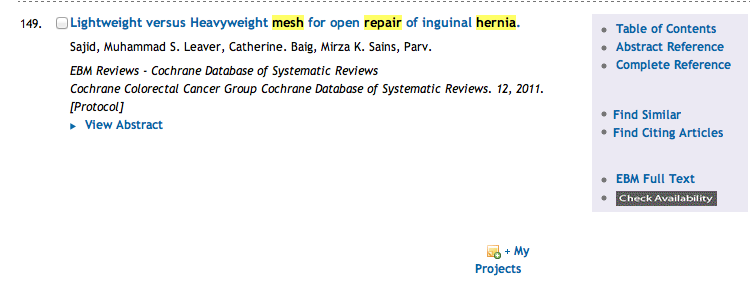 149. Lightweight versus Heavyweight mesh for open repair of inguinal hernia.
Sajid, Muhammad S. Leaver, Catherine. Baig, Mirza K. Sains, Parv.
EBM Reviews - Cochrane Database of Systematic Reviews
Cochrane Colorectal Cancer Group Cochrane Database of Systematic Reviews. 12, 2011.
[Protocol]
View Abstract
Table of Contents
Abstract Reference
Complete Reference
Find Similar
Find Citing Articles
EBM Full Text
Check Availability
+ My
Projects